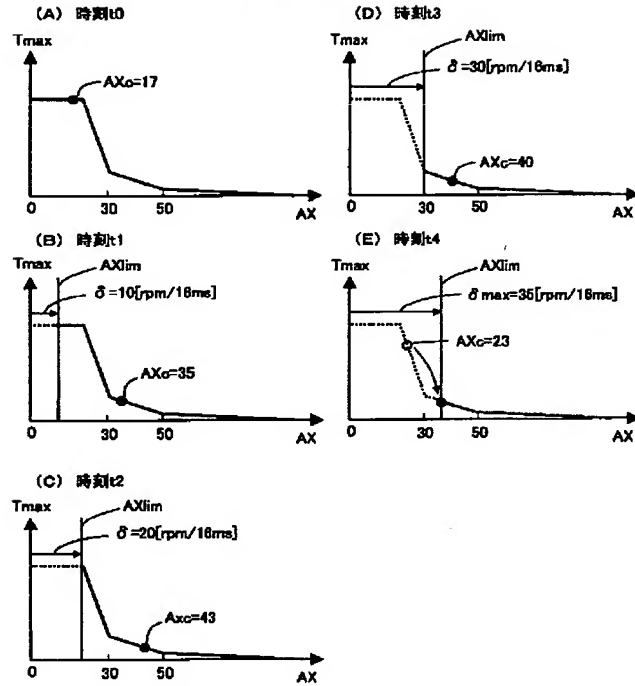 (A) 時刻t0
Tmax
AXc=17
0
30
50
AX
(B) 時刻t1
Tmax
AXlim
δ=10[rpm/16ms]
AXc=35
0
30
50
AX
(C) 時刻t2
Tmax
AXlim
δ=20[rpm/16ms]
Axc=43
0
30
50
AX
(D) 時刻t3
Tmax
AXlim
δ=30[rpm/16ms]
AXc=40
0
30
50
AX
(E) 時刻t4
Tmax
AXlim
δmax=35[rpm/16ms]
AXc=23
0
30
50
AX